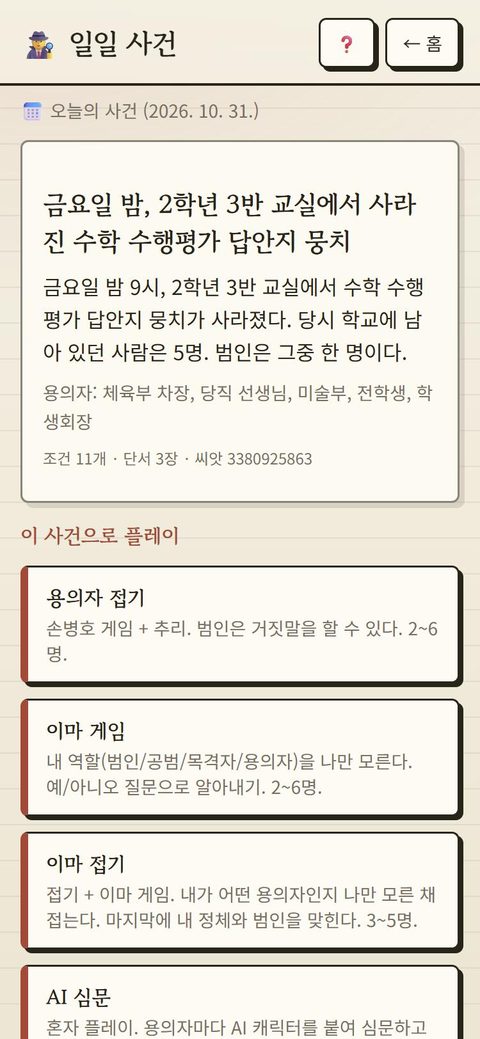 일일 사건
?
← 홈
오늘의 사건 (2026. 10. 31.)
금요일 밤, 2학년 3반 교실에서 사라
진 수학 수행평가 답안지 뭉치
금요일 밤 9시, 2학년 3반 교실에서 수학 수행
평가 답안지 뭉치가 사라졌다. 당시 학교에 남
아 있던 사람은 5명. 범인은 그중 한 명이다.
용의자: 체육부 차장, 당직 선생님, 미술부, 전학생, 학
생회장
조건 11개 · 단서 3장 · 씨앗 3380925863
이 사건으로 플레이
용의자 접기
손병호 게임 + 추리. 범인은 거짓말을 할 수 있다. 2~6
명.
이마 게임
내 역할(범인/공범/목격자/용의자)을 나만 모른다.
예/아니오 질문으로 알아내기. 2~6명.
이마 접기
접기 + 이마 게임. 내가 어떤 용의자인지 나만 모른 채
접는다. 마지막에 내 정체와 범인을 맞힌다. 3~5명.
AI 심문
혼자 플레이. 용의자마다 AI 캐릭터를 붙여 심문하고